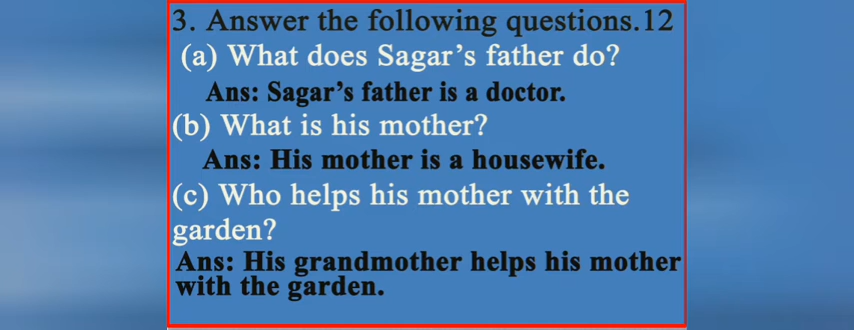 3. Answer the following questions.12
(a) What does Sagar’s father do?
Ans: Sagar’s father is a doctor.
(b) What is his mother?
Ans: His mother is a housewife.
(c) Who helps his mother with the
garden?
Ans: His grandmother helps his mother
with the garden.